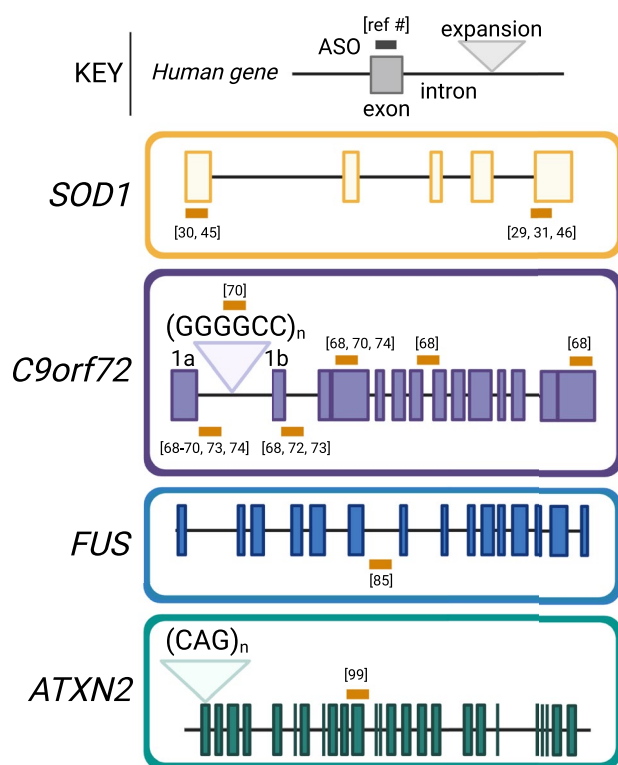 [ref #]
ASO
expansion
KEY
Human gene
intron
exon
SOD1
[30, 45]
[29, 31, 46]
C9orf72
[70]
(GGGGCC)n
1a
1b
[68, 70, 74]
[68]
[68]
[68-70, 73, 74]
[68, 72, 73]
FUS
[85]
ATXN2
(CAG)n
[99]